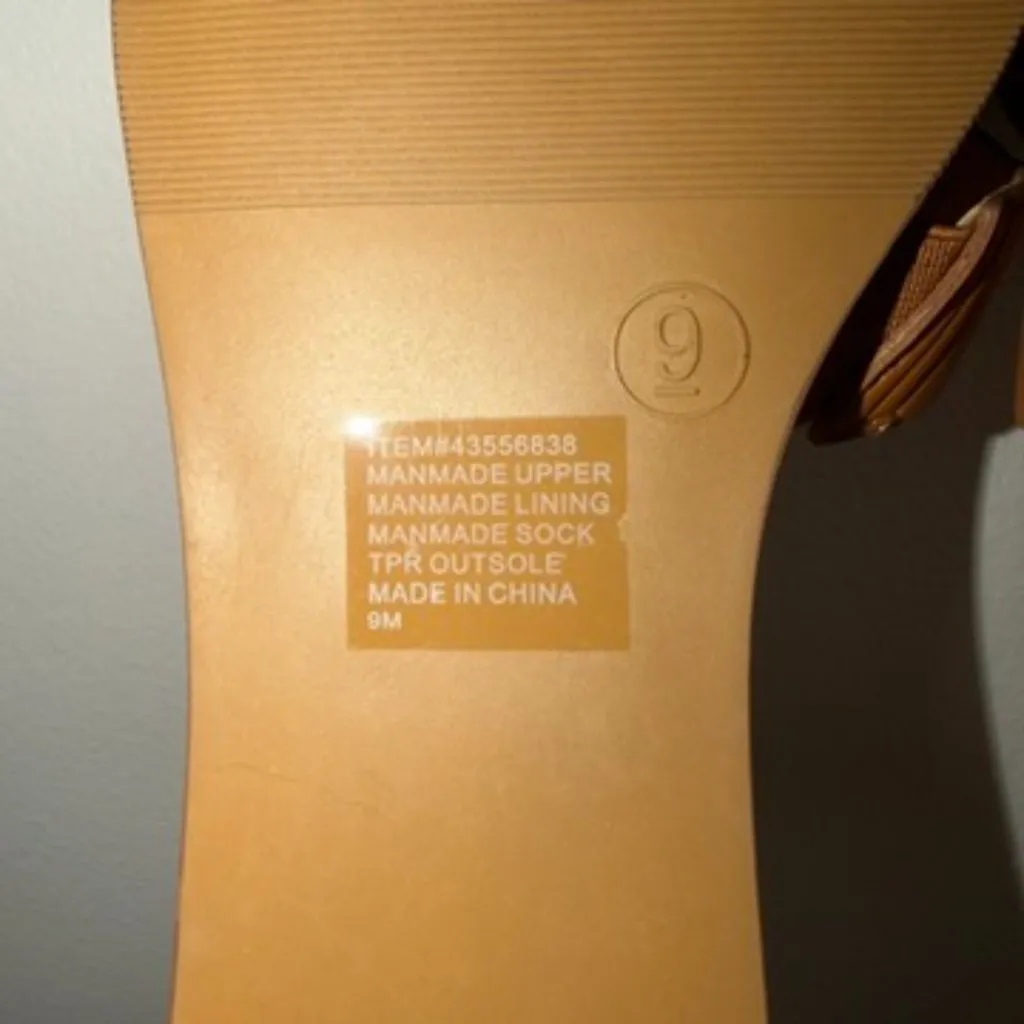 9
ITEM#43556838
MANMADE UPPER
MANMADE LINING
MANMADE SOCK
TPR OUTSOLE
MADE IN CHINA
9M